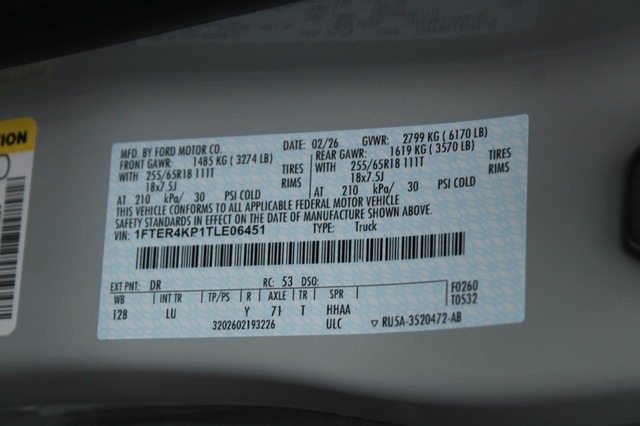 TION
MFD. BY FORD MOTOR CO.
DATE: 02/26 GVWR: 2799 KG ( 6170 LB)
FRONT GAWR: 1485 KG ( 3274 LB)
REAR GAWR: 1619 KG ( 3570 LB)
WITH 255/65R18 111T TIRES
WITH 255/65R18 111T TIRES
18x7.5J RIMS
18x7.5J RIMS
AT 210 kPa/ 30 PSI COLD
AT 210 kPa/ 30 PSI COLD
THIS VEHICLE CONFORMS TO ALL APPLICABLE FEDERAL MOTOR VEHICLE
SAFETY STANDARDS IN EFFECT ON THE DATE OF MANUFACTURE SHOWN ABOVE
VIN: 1FTER4KP1TLE06451 TYPE: Truck
EXT PNT: DR RC: 53 DSO: F0260
WB INT TR TP/PS R AXLE TR SPR T0532
128 LU Y 71 T HHAA
3202602193226 ULC ▽ RU5A-3520472-AB